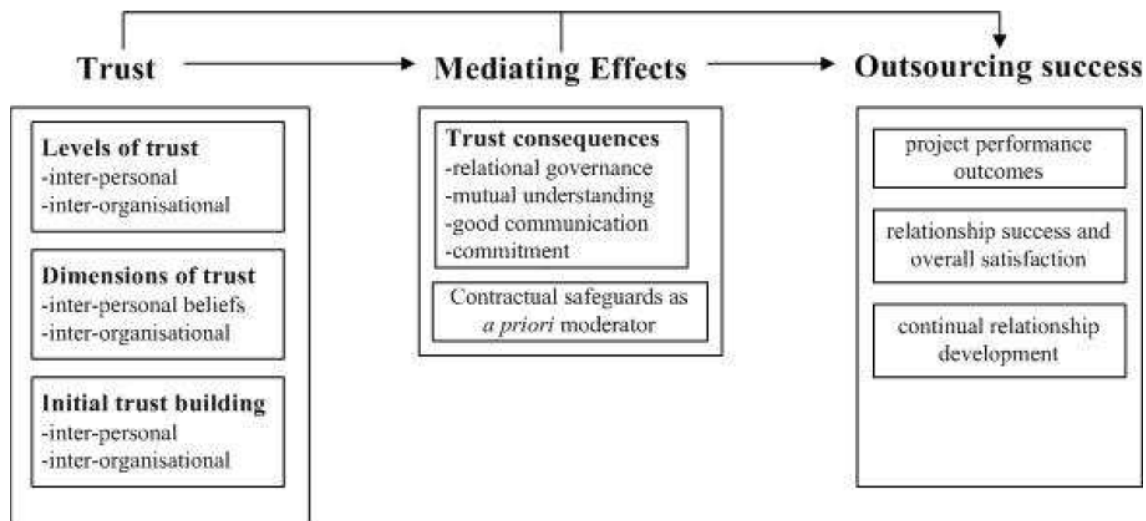 Trust
Mediating Effects
Outsourcing success
Levels of trust
-inter-personal
-inter-organisational
Dimensions of trust
-inter-personal beliefs
-inter-organisational
Initial trust building
-inter-personal
-inter-organisational
Trust consequences
-relational governance
-mutual understanding
-good communication
-commitment
Contractual safeguards as
a priori moderator
project performance
outcomes
relationship success and
overall satisfaction
continual relationship
development